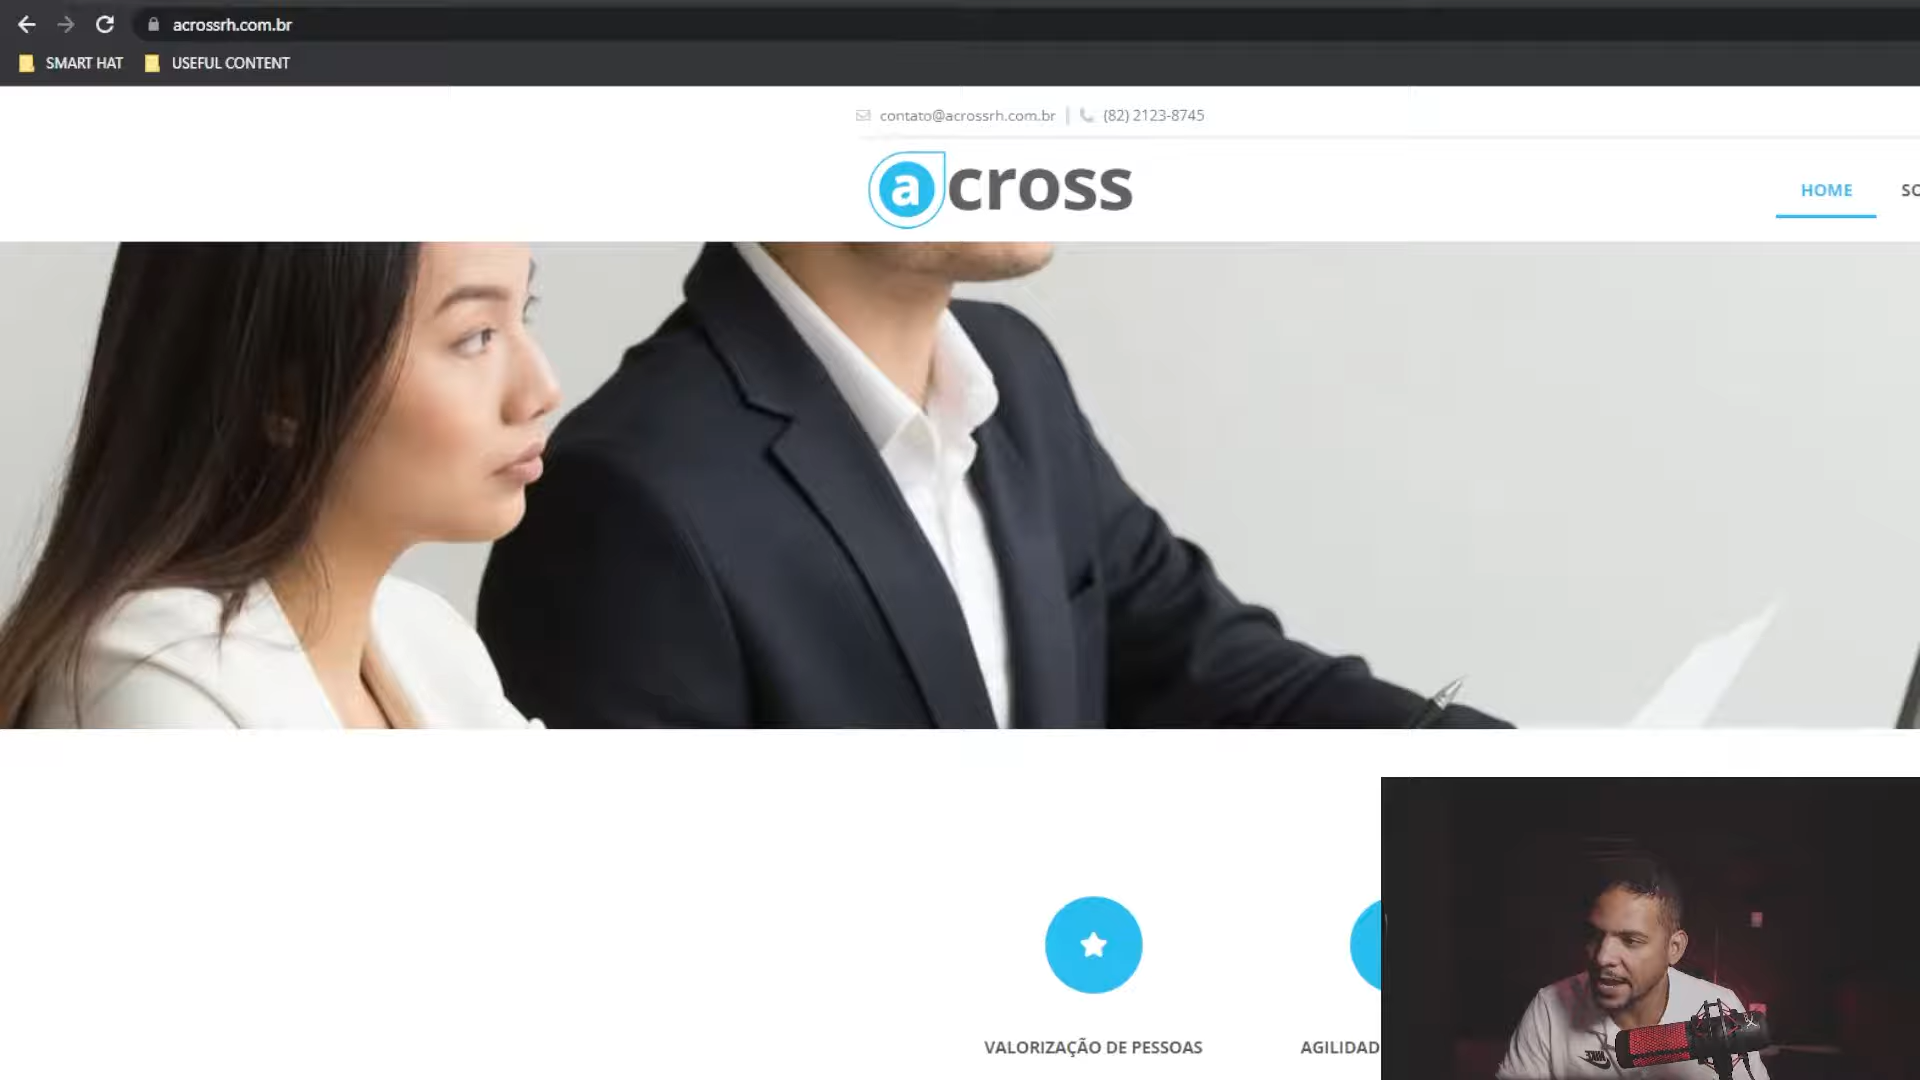 acrossrh.com.br
SMART HAT USEFUL CONTENT
contato@acrossrh.com.br | (82) 2123-8745
across
HOME SO
VALORIZAÇÃO DE PESSOAS AGILIDAD
NIKE